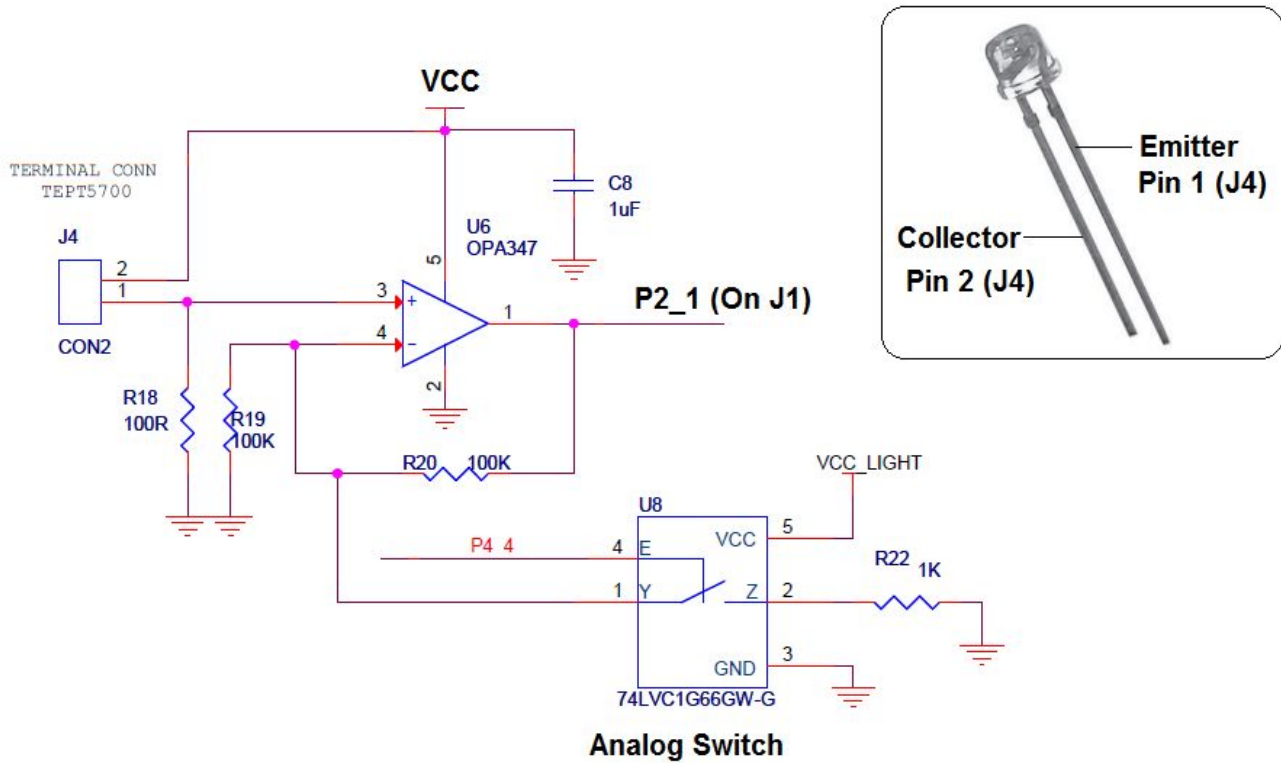 VCC
TERMINAL CONN
TEPT5700
J4
2
1
CON2
C8
1uF
U6
OPA347
5
3
+
4
−
1
2
P2_1 (On J1)
R18
100R
R19
100K
R20 100K
Emitter
Pin 1 (J4)
Collector
Pin 2 (J4)
VCC_LIGHT
U8
P4 4
4
E
VCC
5
1
Y
Z
2
R22
1K
GND
3
74LVC1G66GW-G
Analog Switch